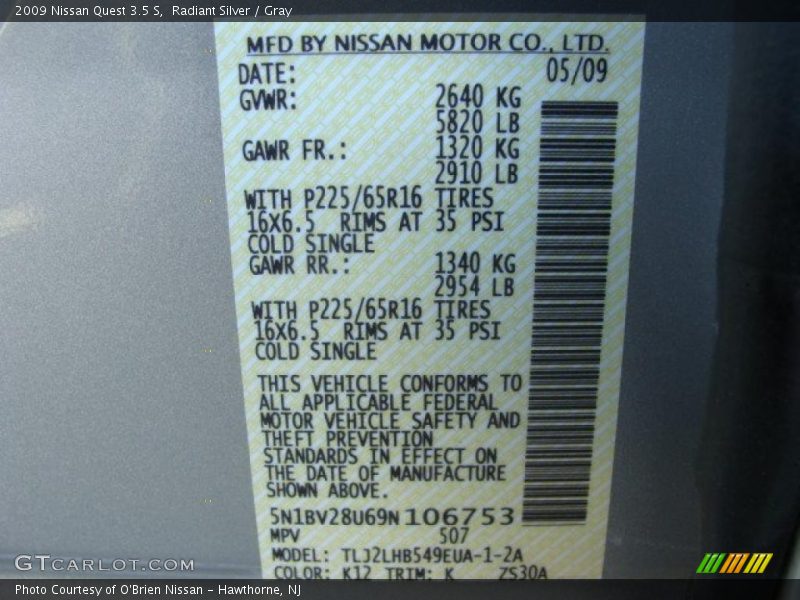 2009 Nissan Quest 3.5 S, Radiant Silver / Gray
MFD BY NISSAN MOTOR CO., LTD.
DATE: 05/09
GVWR: 2640 KG
5820 LB
GAWR FR.: 1320 KG
2910 LB
WITH P225/65R16 TIRES
16X6.5 RIMS AT 35 PSI
COLD SINGLE
GAWR RR.: 1340 KG
2954 LB
WITH P225/65R16 TIRES
16X6.5 RIMS AT 35 PSI
COLD SINGLE
THIS VEHICLE CONFORMS TO
ALL APPLICABLE FEDERAL
MOTOR VEHICLE SAFETY AND
THEFT PREVENTION
STANDARDS IN EFFECT ON
THE DATE OF MANUFACTURE
SHOWN ABOVE.
5N1BV28U69N106753
MPV 507
MODEL: TLJ2LHB549EUA-1-2A
COLOR: K12 TRIM: K ZS30A
GTCARLOT.COM
Photo Courtesy of O'Brien Nissan - Hawthorne, NJ